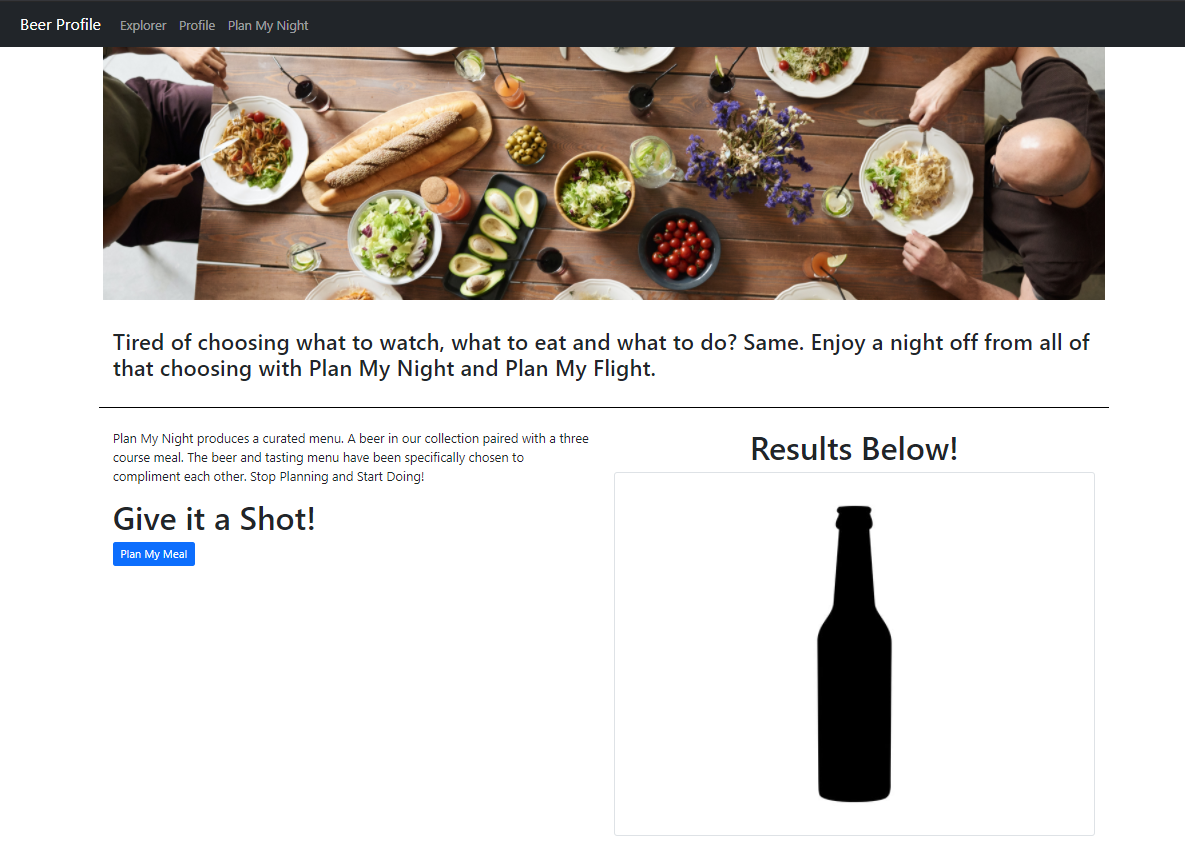 Beer Profile Explorer Profile Plan My Night
Tired of choosing what to watch, what to eat and what to do? Same. Enjoy a night off from all of
that choosing with Plan My Night and Plan My Flight.
Plan My Night produces a curated menu. A beer in our collection paired with a three
course meal. The beer and tasting menu have been specifically chosen to
compliment each other. Stop Planning and Start Doing!
Give it a Shot!
Plan My Meal
Results Below!